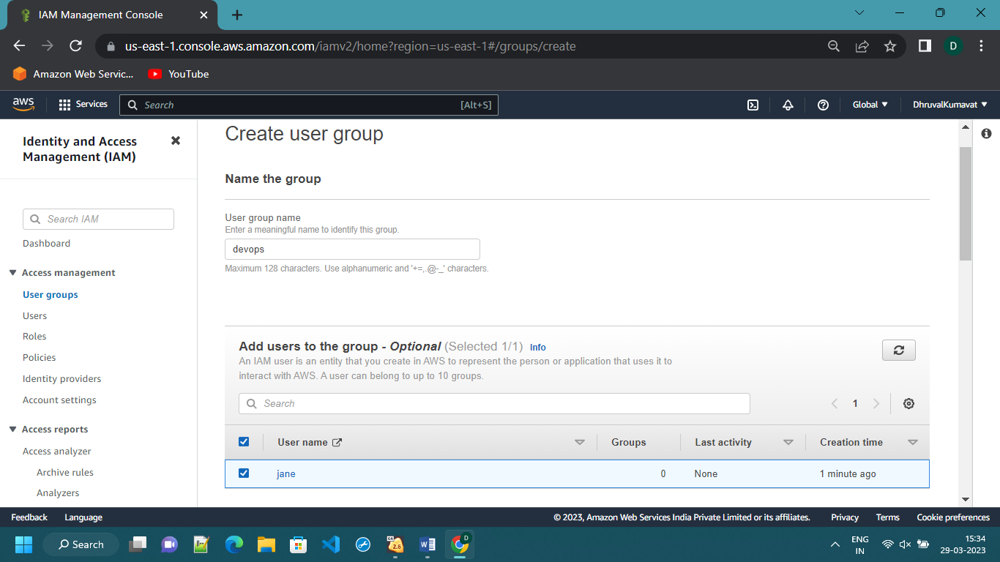 IAM Management Console
us-east-1.console.aws.amazon.com/iamv2/home?region=us-east-1#/groups/create
D
Amazon Web Servic...
YouTube
aws
Services
Search
[Alt+S]
Global
DhruvalKumavat
Identity and Access
Management (IAM)
Search IAM
Dashboard
Access management
User groups
Users
Roles
Policies
Identity providers
Account settings
Access reports
Access analyzer
Archive rules
Analyzers
Create user group
Name the group
User group name
Enter a meaningful name to identify this group.
devops
Maximum 128 characters. Use alphanumeric and '+=,.@-_' characters.
Add users to the group - Optional (Selected 1/1) Info
An IAM user is an entity that you create in AWS to represent the person or application that uses it to
interact with AWS. A user can belong to up to 10 groups.
Search
1
User name Groups Last activity Creation time
jane 0 None 1 minute ago
Feedback Language © 2023, Amazon Web Services India Private Limited or its affiliates. Privacy Terms Cookie preferences
Search
2.6
D
ENG
IN
15:34
29-03-2023